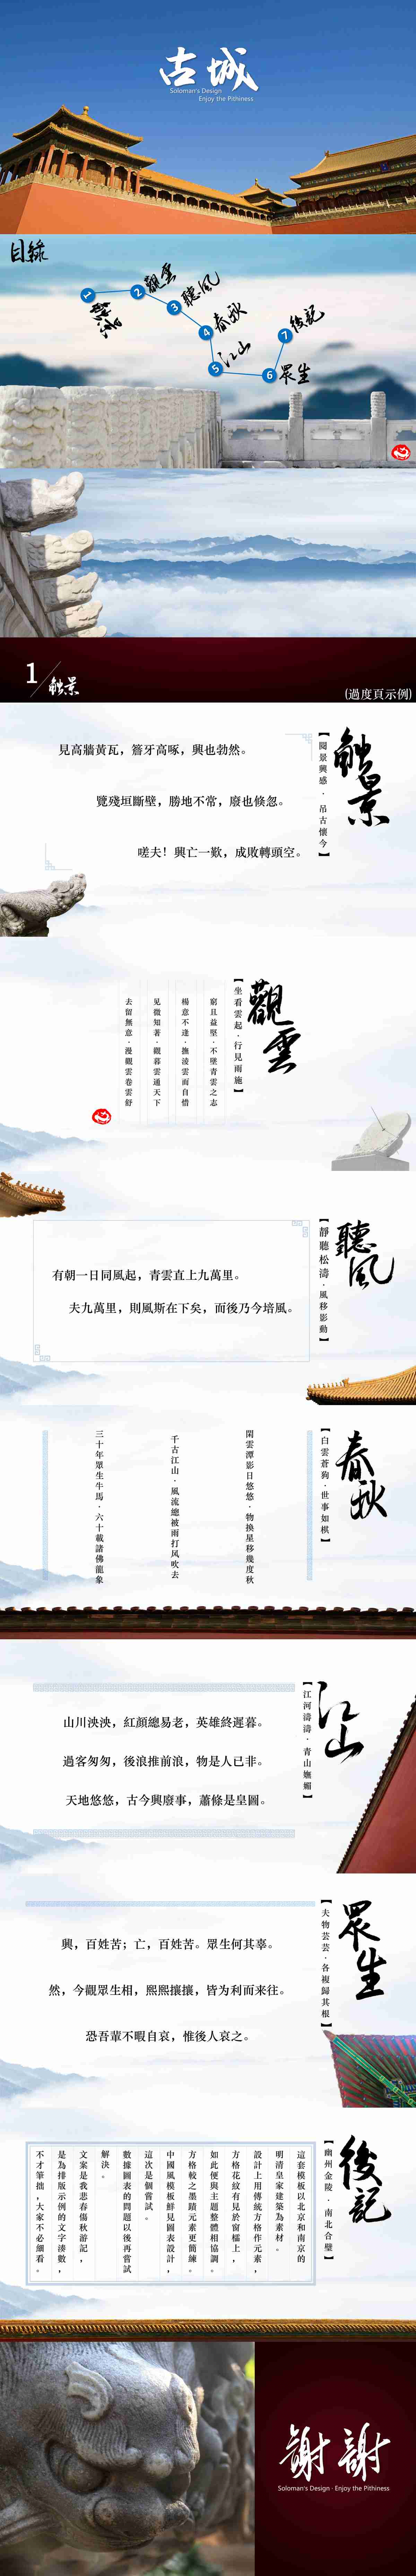 古城
Soloman's Design
Enjoy the Pithiness
目錄
1
觸景
2
觀雲
3
聽風
4
春秋
5
江山
6
眾生
7
後記
1
觸景
(過度頁示例)
觸景
【閱景興感·吊古懷今】
見高牆黃瓦，簷牙高啄，興也勃然。
覽殘垣斷壁，勝地不常，廢也倏忽。
嗟夫！興亡一歎，成敗轉頭空。
觀雲
【坐看雲起·行見雨施】
窮且益堅·不墜青雲之志
楊意不逢·撫淩雲而自惜
见微知著·觀暮雲通天下
去留無意·漫觀雲卷雲舒
聽風
【靜聽松濤·風移影動】
有朝一日同風起，青雲直上九萬里。
夫九萬里，則風斯在下矣，而後乃今培風。
春秋
【白雲蒼狗·世事如棋】
閑雲潭影日悠悠·物換星移幾度秋
千古江山·風流總被雨打风吹去
三十年眾生牛馬·六十載諸佛龍象
江山
【江河濤濤·青山嫵媚】
山川泱泱，紅顏總易老，英雄終遲暮。
過客匆匆，後浪推前浪，物是人已非。
天地悠悠，古今興廢事，蕭條是皇圖。
眾生
【夫物芸芸·各複歸其根】
興，百姓苦；亡，百姓苦。眾生何其辜。
然，今觀眾生相，熙熙攘攘，皆为利而来往。
恐吾輩不暇自哀，惟後人哀之。
後記
【幽州金陵·南北合璧】
這套模板以北京和南京的
明清皇家建築為素材。
設計上用傳統方格作元素，
方格花紋有見於窗欞上，
如此便與主題整體相協調。
方格較之墨蹟元素更簡練。
中國風模板鮮見圖表設計，
這次是個嘗試。
數據圖表的問題以後再嘗試
解決。
文案是我悲春傷秋游記，
是為排版示例的文字湊數，
不才筆拙，大家不必細看。
謝謝
Soloman's Design · Enjoy the Pithiness